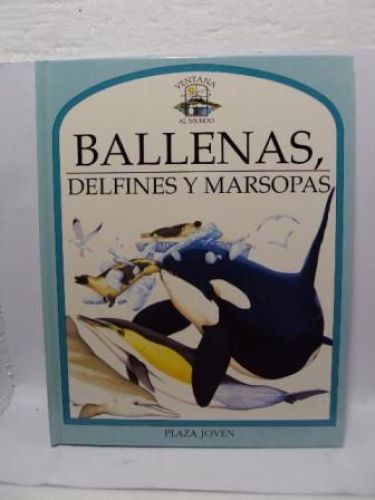 VENTANA
AL MUNDO
BALLENAS,
DELFINES Y MARSOPAS
PLAZA JOVEN